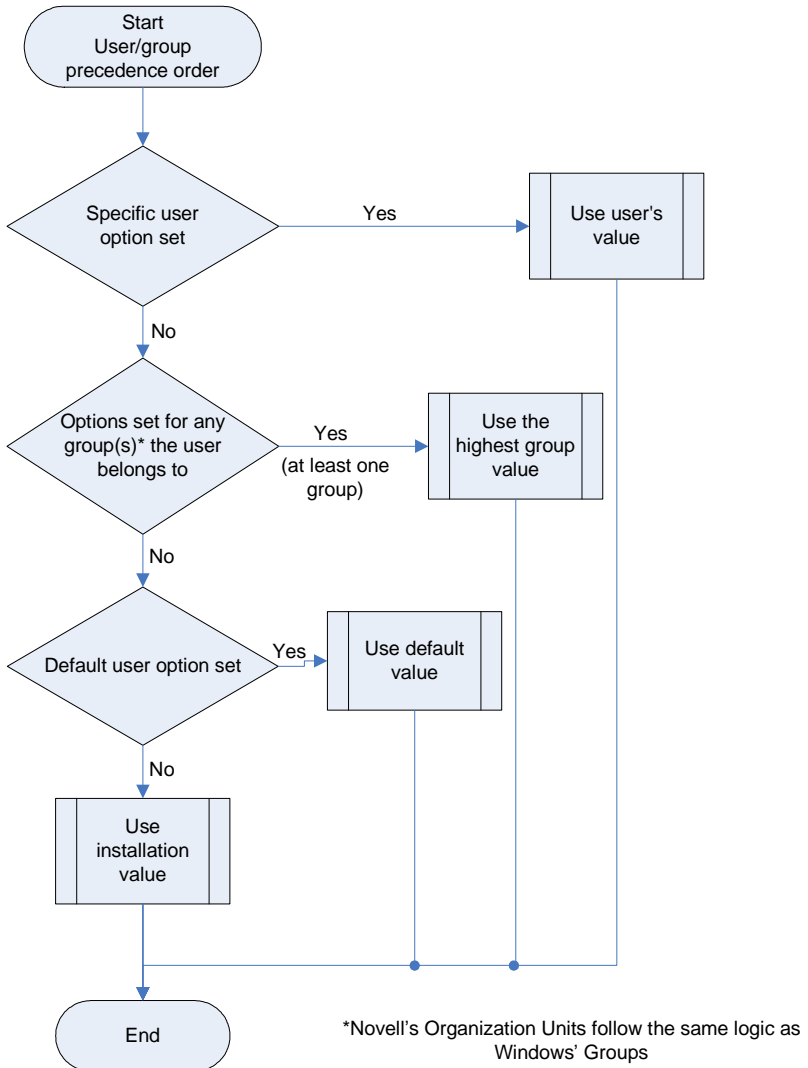 Start
User/group
precedence order
Specific user
option set
Yes
Use user's
value
No
Options set for any
group(s)* the user
belongs to
Yes
(at least one
group)
Use the
highest group
value
No
Default user option set
Yes
Use default
value
No
Use
installation
value
End
*Novell's Organization Units follow the same logic as
Windows' Groups